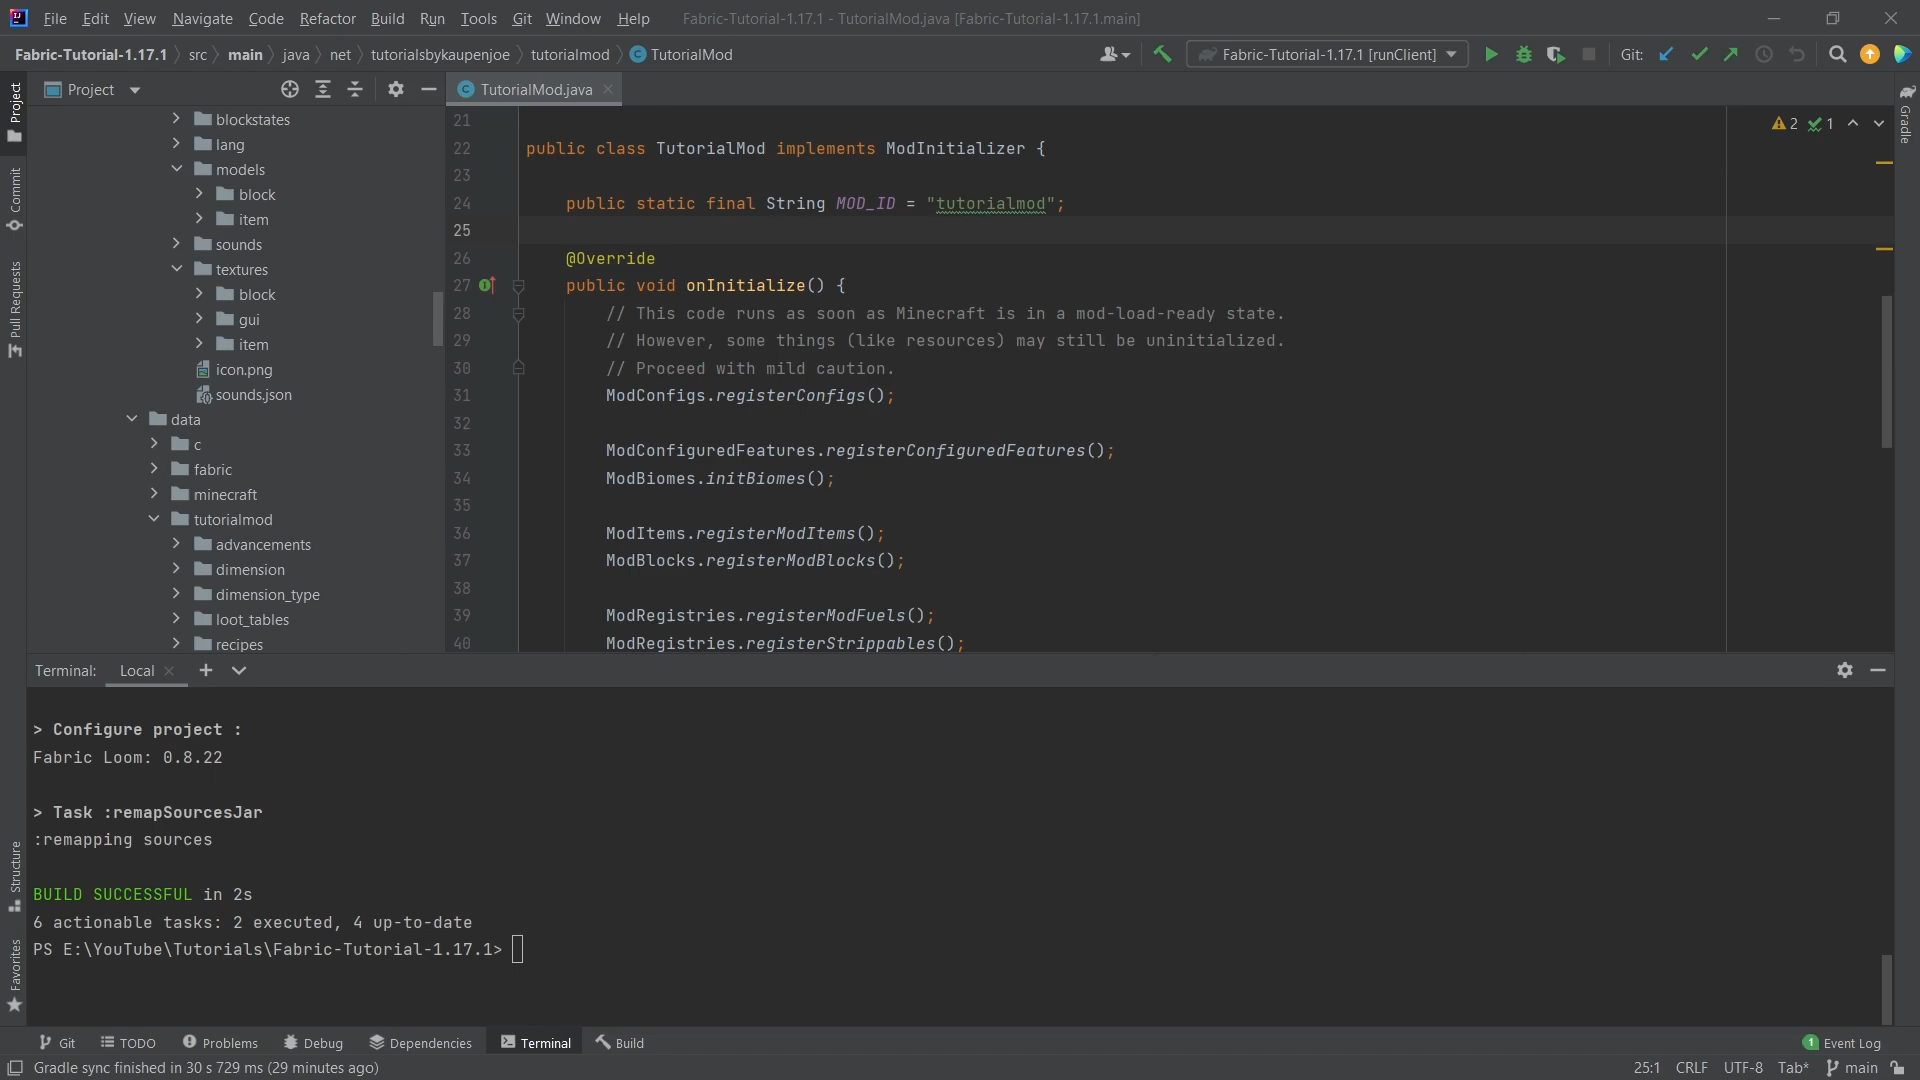 File Edit View Navigate Code Refactor Build Run Tools Git Window Help Fabric-Tutorial-1.17.1 - TutorialMod.java [Fabric-Tutorial-1.17.1.main]
Fabric-Tutorial-1.17.1 src main java net tutorialsbykaupenjoe tutorialmod TutorialMod Fabric-Tutorial-1.17.1 [runClient] Git:
Project
TutorialMod.java
Project
Commit
Pull Requests
Structure
Favorites
Gradle
blockstates
lang
models
block
item
sounds
textures
block
gui
item
icon.png
sounds.json
data
c
fabric
minecraft
tutorialmod
advancements
dimension
dimension_type
loot_tables
recipes
2 1
21
22 public class TutorialMod implements ModInitializer {
23
24 public static final String MOD_ID = "tutorialmod";
25
26 @Override
27 public void onInitialize() {
28 // This code runs as soon as Minecraft is in a mod-load-ready state.
29 // However, some things (like resources) may still be uninitialized.
30 // Proceed with mild caution.
31 ModConfigs.registerConfigs();
32
33 ModConfiguredFeatures.registerConfiguredFeatures();
34 ModBiomes.initBiomes();
35
36 ModItems.registerModItems();
37 ModBlocks.registerModBlocks();
38
39 ModRegistries.registerModFuels();
40 ModRegistries.registerStrippables();
Terminal: Local
> Configure project :
Fabric Loom: 0.8.22
> Task :remapSourcesJar
:remapping sources
BUILD SUCCESSFUL in 2s
6 actionable tasks: 2 executed, 4 up-to-date
PS E:\YouTube\Tutorials\Fabric-Tutorial-1.17.1>
Git TODO Problems Debug Dependencies Terminal Build 1 Event Log
Gradle sync finished in 30 s 729 ms (29 minutes ago) 25:1 CRLF UTF-8 Tab* main